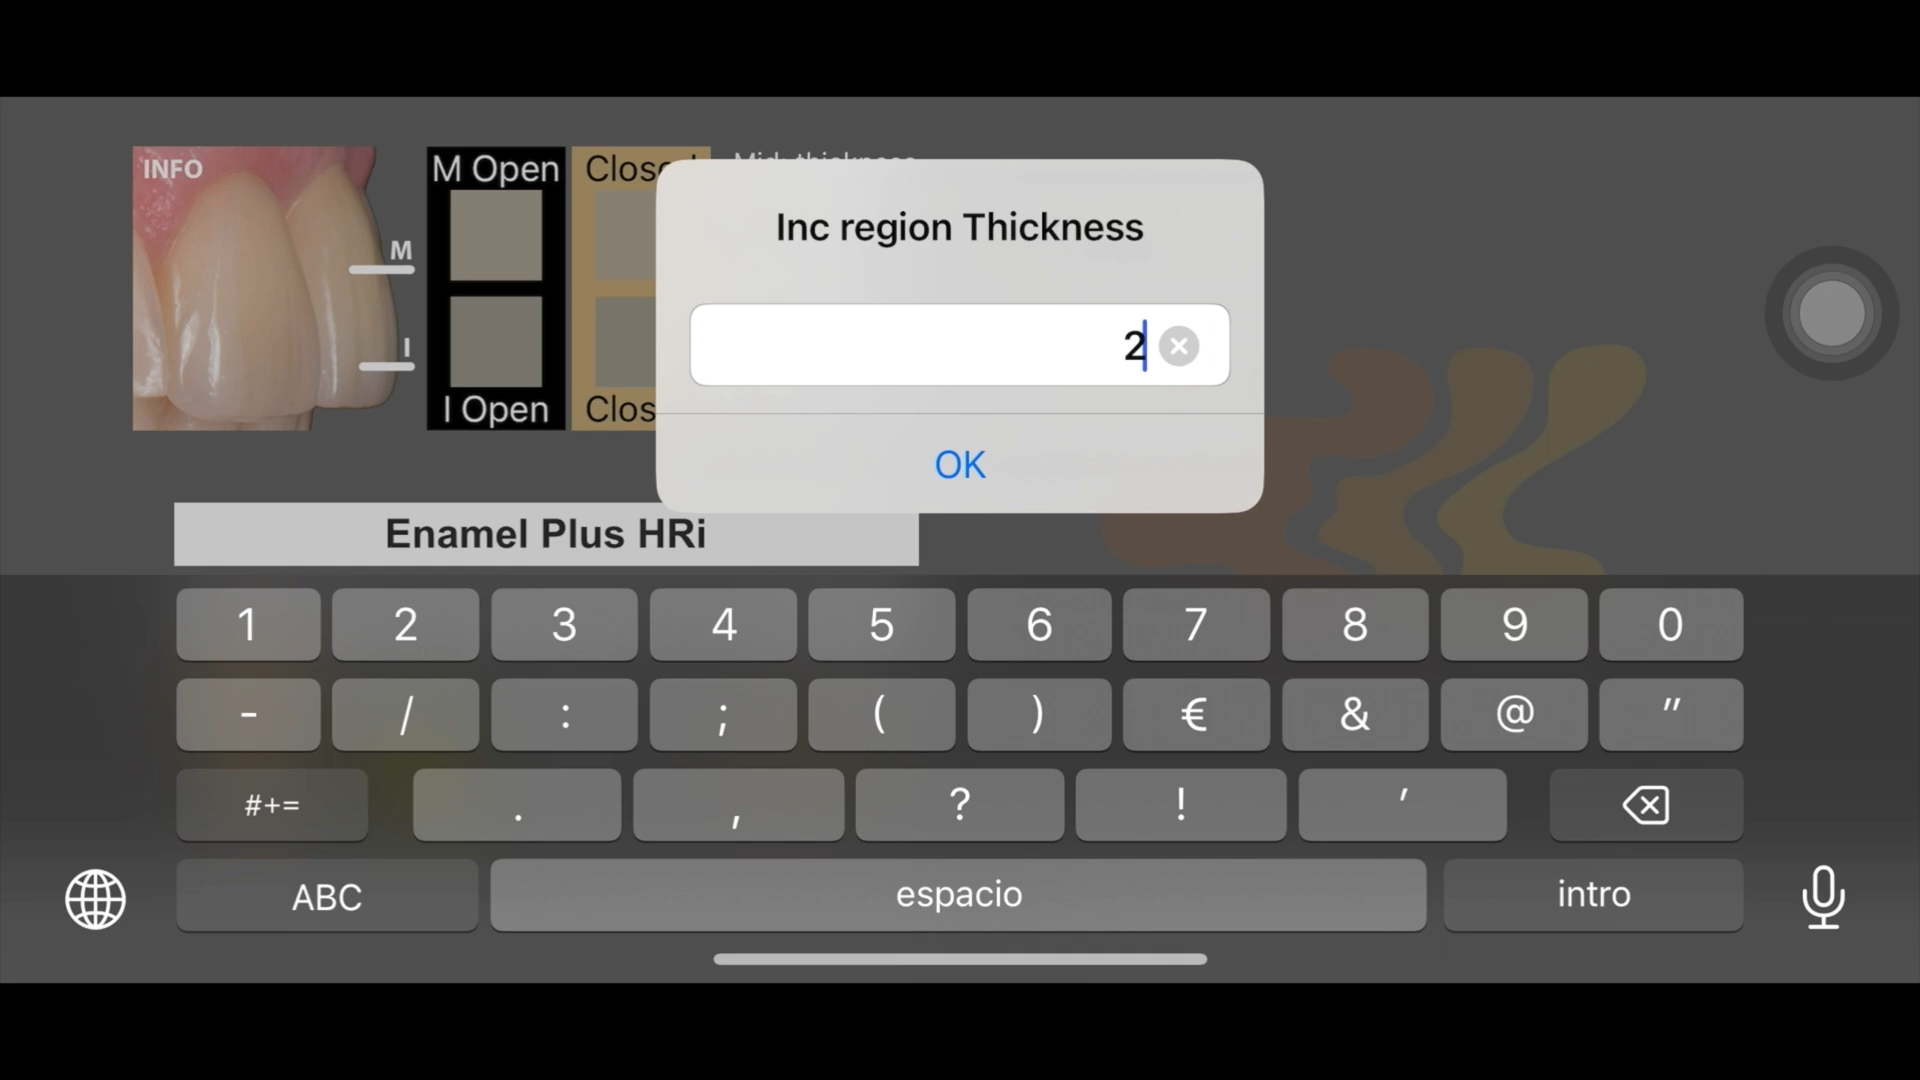 INFO
M
I
M Open
I Open
Inc region Thickness
2
OK
Enamel Plus HRi
1 2 3 4 5 6 7 8 9 0
- / : ; ( ) € & @ "
#+= . , ? ! '
ABC espacio intro